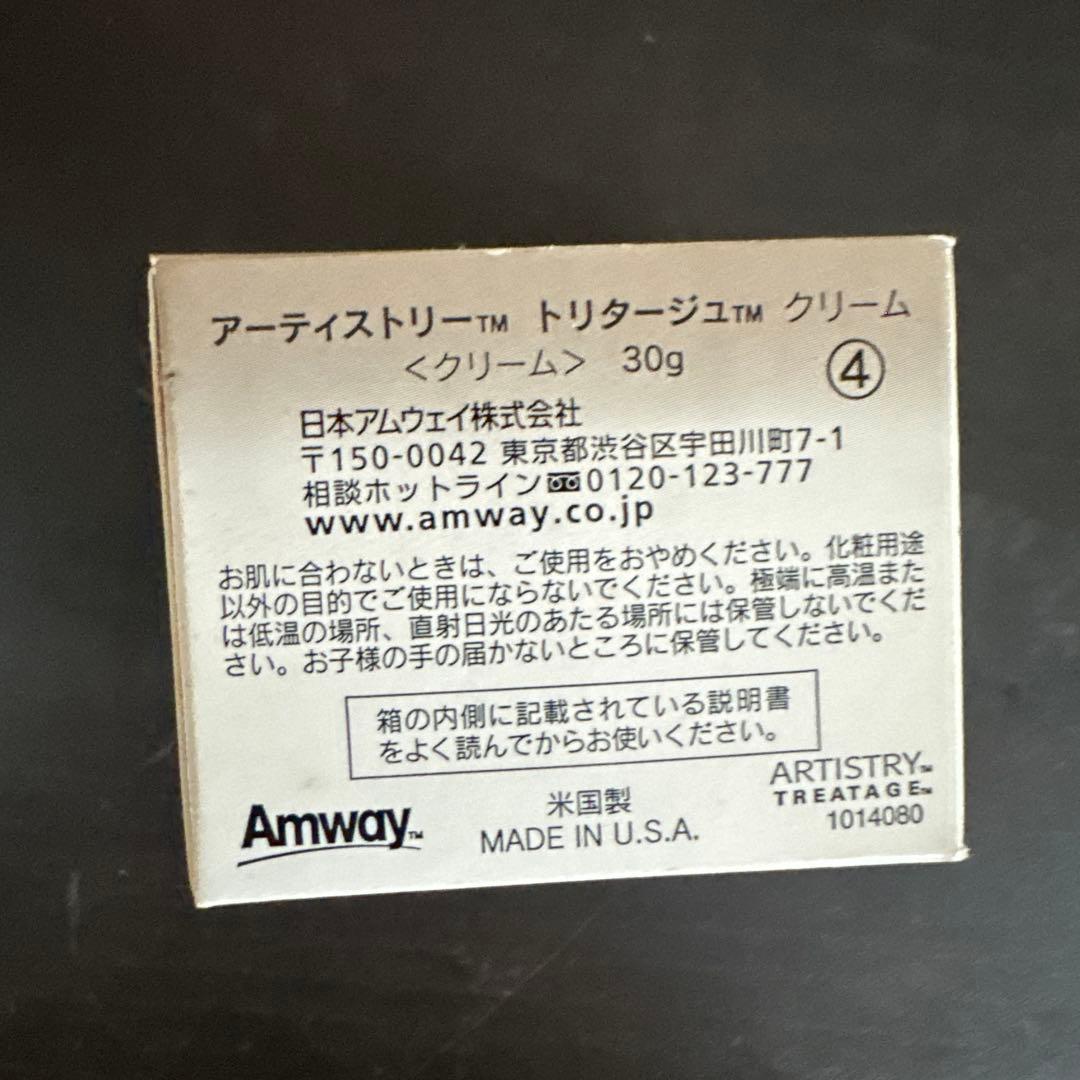 アーティストリー™ トリタージュ™ クリーム
<クリーム> 30g
④
日本アムウェイ株式会社
〒150-0042 東京都渋谷区宇田川町7-1
相談ホットライン 0120-123-777
www.amway.co.jp
お肌に合わないときは、ご使用をおやめください。化粧用途
以外の目的でご使用にならないでください。極端に高温また
は低温の場所、直射日光のあたる場所には保管しないでくだ
さい。お子様の手の届かないところに保管してください。
箱の内側に記載されている説明書
をよく読んでからお使いください。
Amway™
米国製
MADE IN U.S.A.
ARTISTRY™
TREATAGE™
1014080